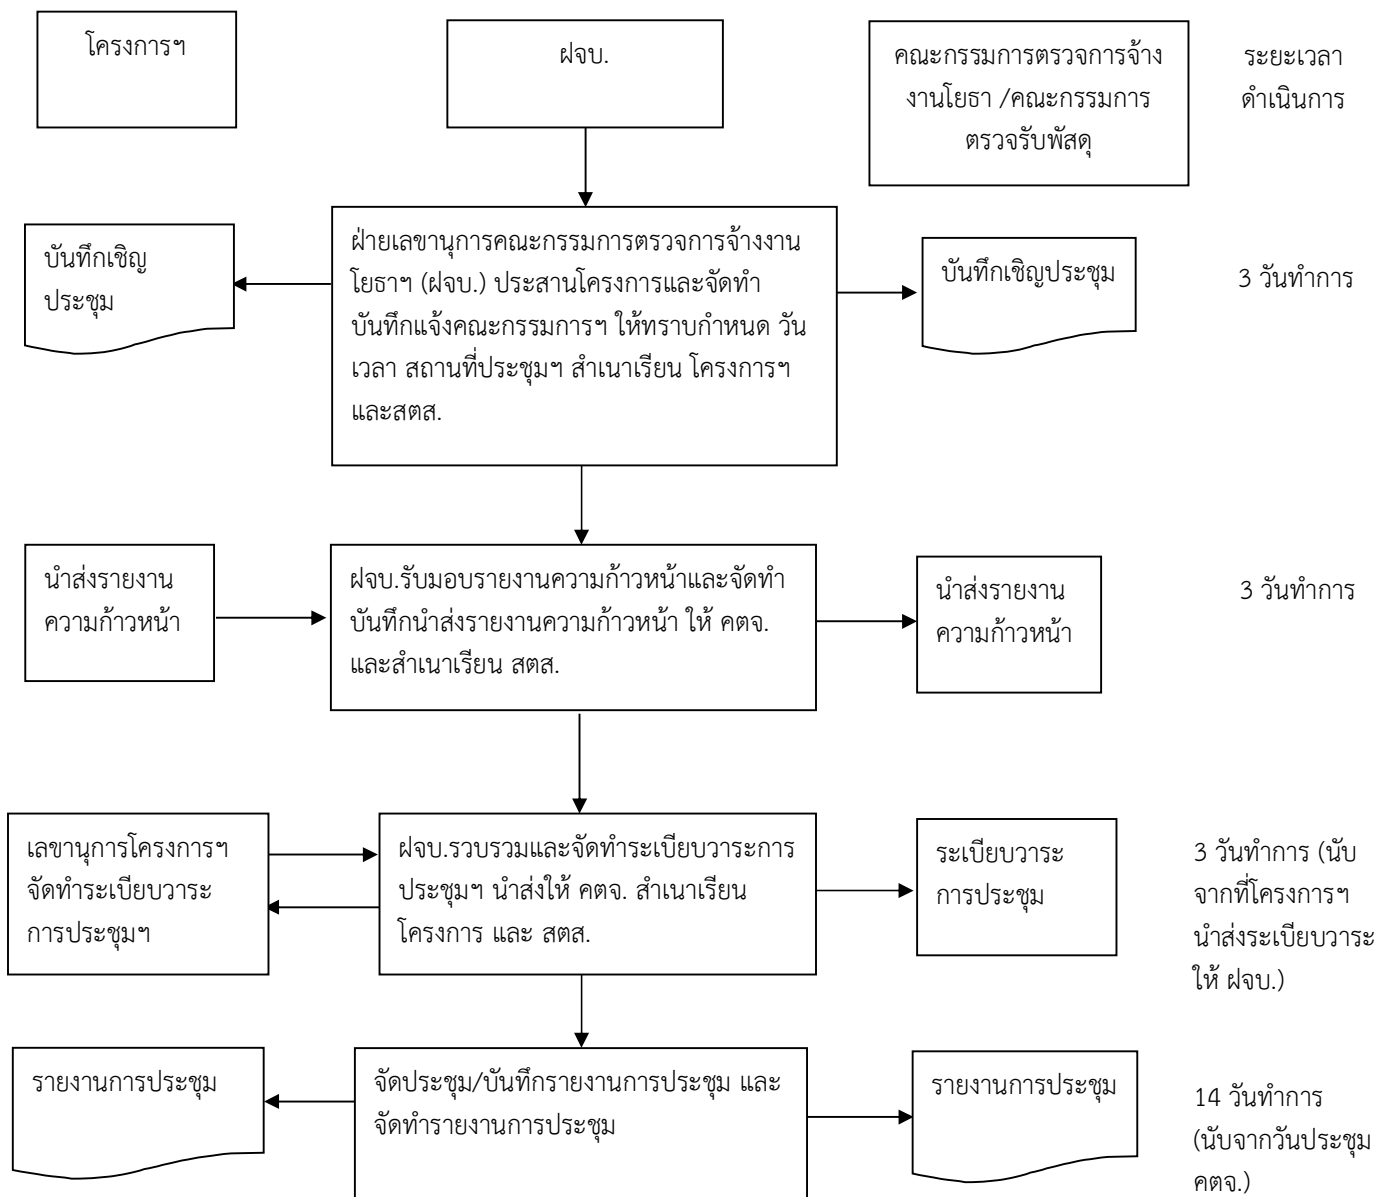 โครงการฯ
ฝจบ.
คณะกรรมการตรวจการจ้าง
งานโยธา /คณะกรรมการ
ตรวจรับพัสดุ
ระยะเวลา
ดำเนินการ
บันทึกเชิญ
ประชุม
ฝ่ายเลขานุการคณะกรรมการตรวจการจ้างงาน
โยธาฯ (ฝจบ.) ประสานโครงการและจัดทำ
บันทึกแจ้งคณะกรรมการฯ ให้ทราบกำหนด วัน
เวลา สถานที่ประชุมฯ สำเนาเรียน โครงการฯ
และสตส.
บันทึกเชิญประชุม
3 วันทำการ
นำส่งรายงาน
ความก้าวหน้า
ฝจบ.รับมอบรายงานความก้าวหน้าและจัดทำ
บันทึกนำส่งรายงานความก้าวหน้า ให้ คตจ.
และสำเนาเรียน สตส.
นำส่งรายงาน
ความก้าวหน้า
3 วันทำการ
เลขานุการโครงการฯ
จัดทำระเบียบวาระ
การประชุมฯ
ฝจบ.รวบรวมและจัดทำระเบียบวาระการ
ประชุมฯ นำส่งให้ คตจ. สำเนาเรียน
โครงการ และ สตส.
ระเบียบวาระ
การประชุม
3 วันทำการ (นับ
จากที่โครงการฯ
นำส่งระเบียบวาระ
ให้ ฝจบ.)
รายงานการประชุม
จัดประชุม/บันทึกรายงานการประชุม และ
จัดทำรายงานการประชุม
รายงานการประชุม
14 วันทำการ
(นับจากวันประชุม
คตจ.)